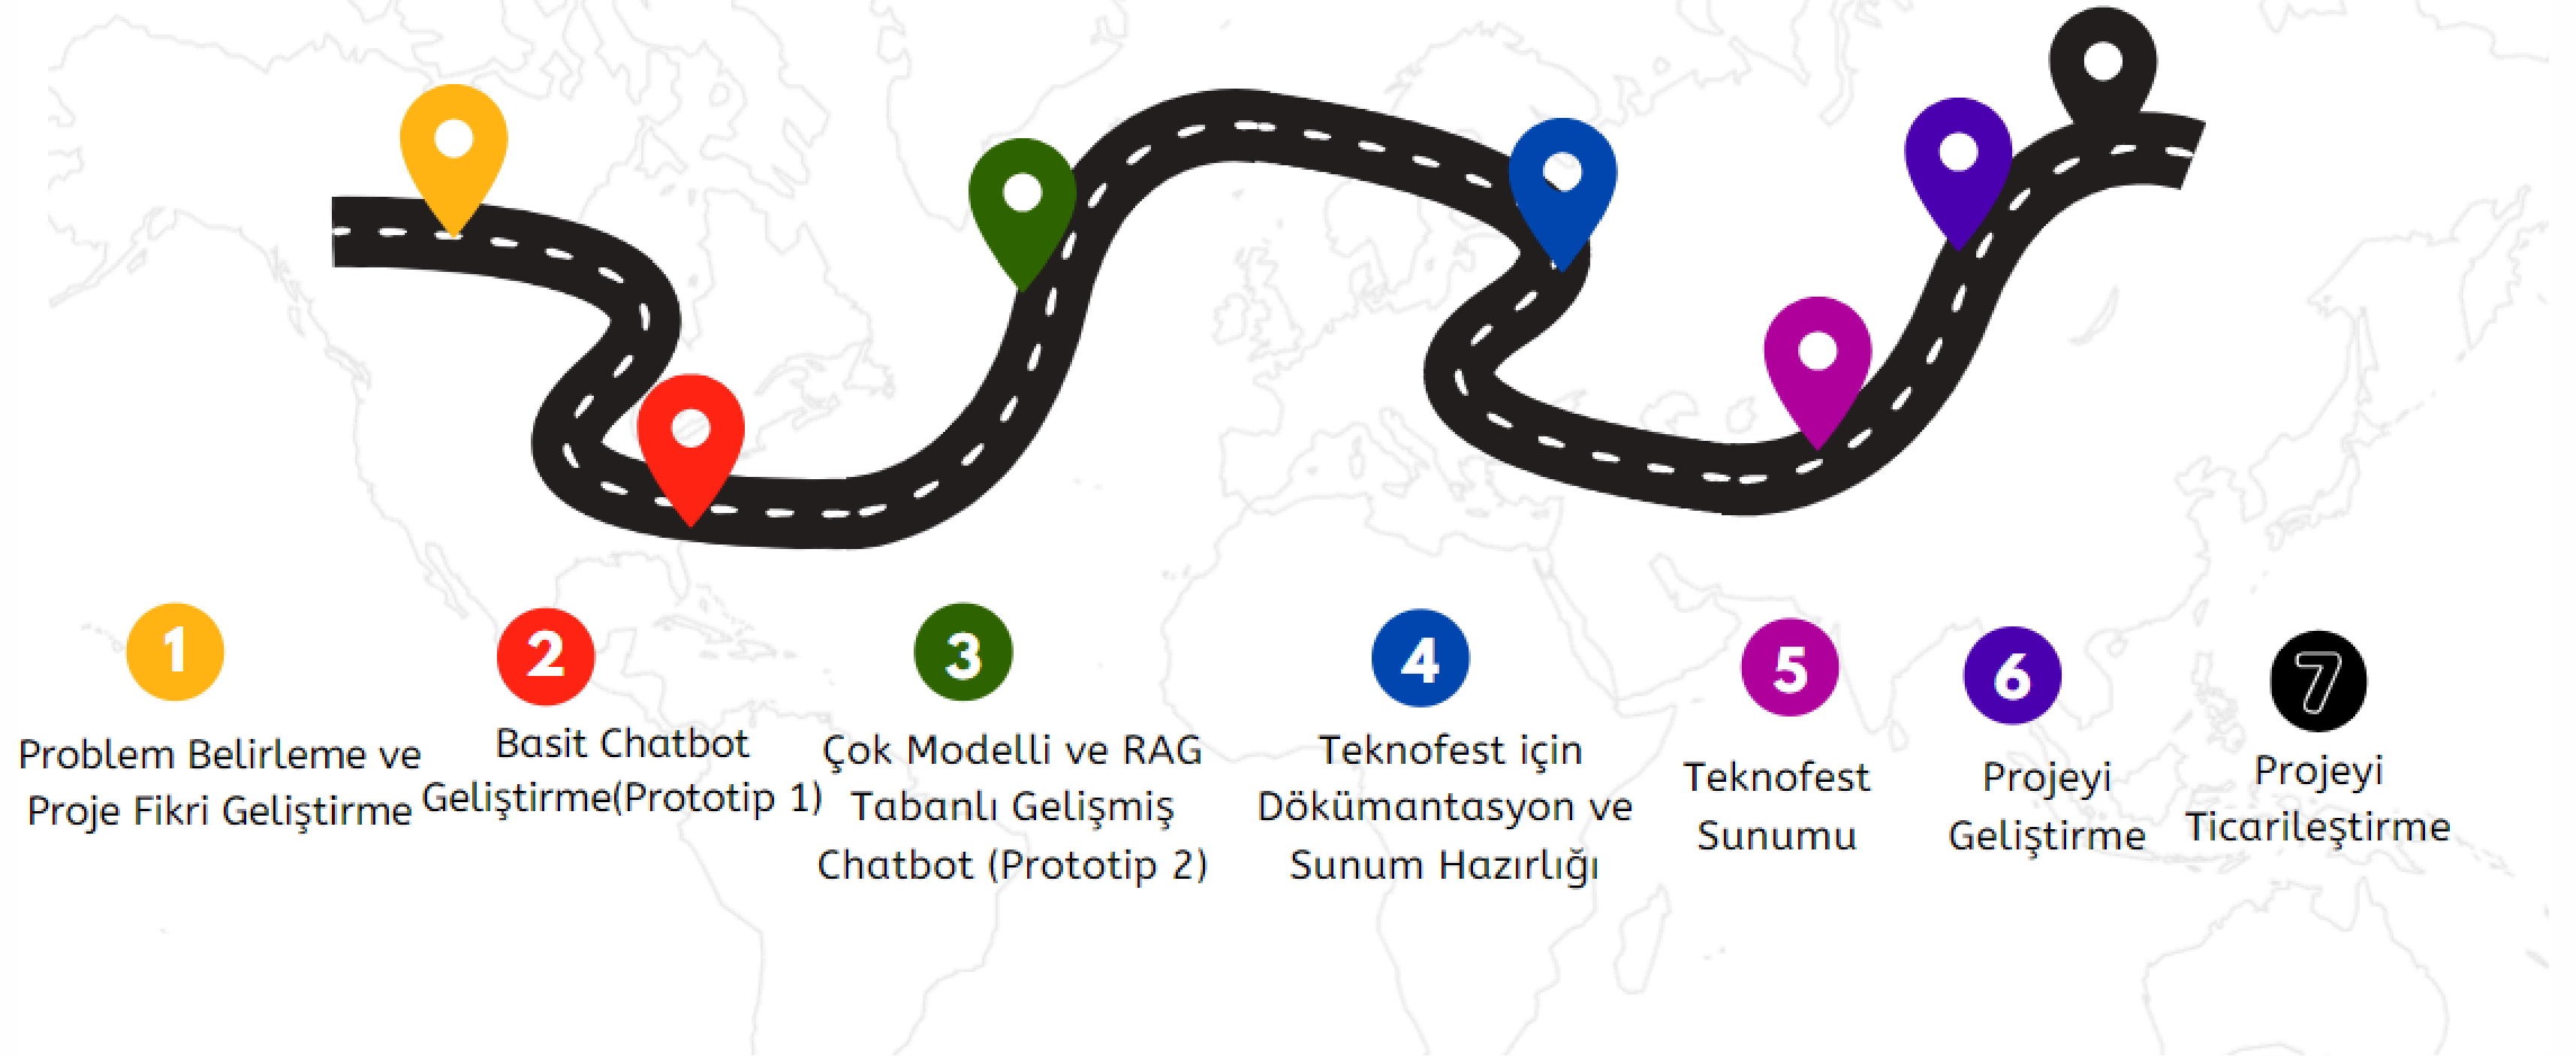 1
Problem Belirleme ve
Proje Fikri Geliştirme
2
Basit Chatbot
Geliştirme(Prototip 1)
3
Çok Modelli ve RAG
Tabanlı Gelişmiş
Chatbot (Prototip 2)
4
Teknofest için
Dökümantasyon ve
Sunum Hazırlığı
5
Teknofest
Sunumu
6
Projeyi
Geliştirme
7
Projeyi
Ticarileştirme